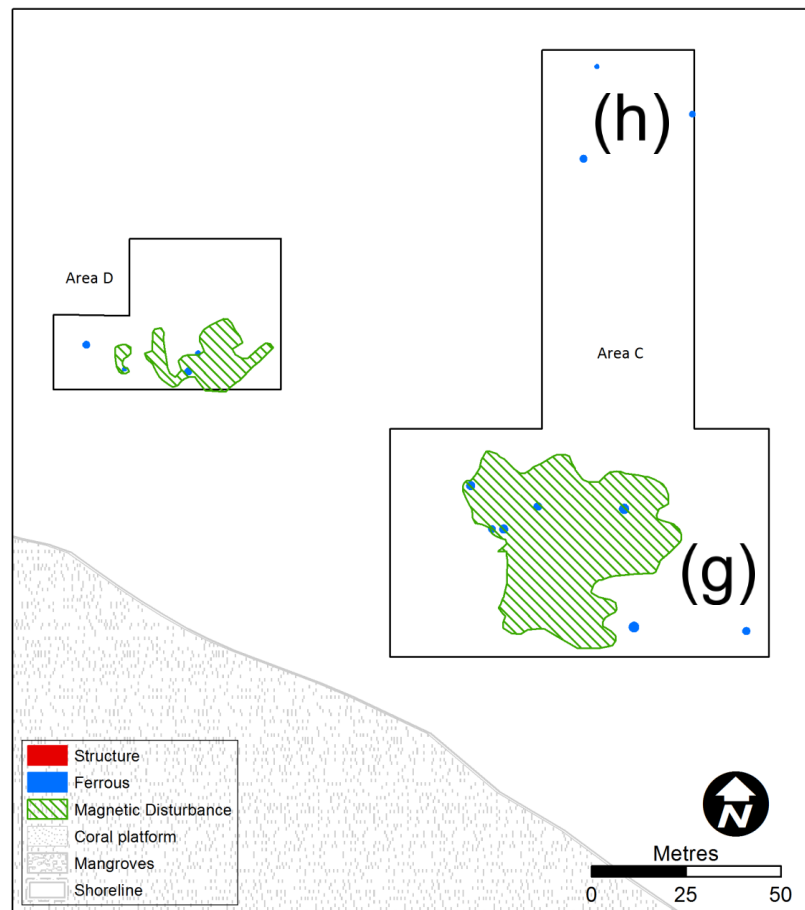 (h)
Area D
Area C
(g)
Structure
Ferrous
Magnetic Disturbance
Coral platform
Mangroves
Shoreline
N
Metres
0 25 50